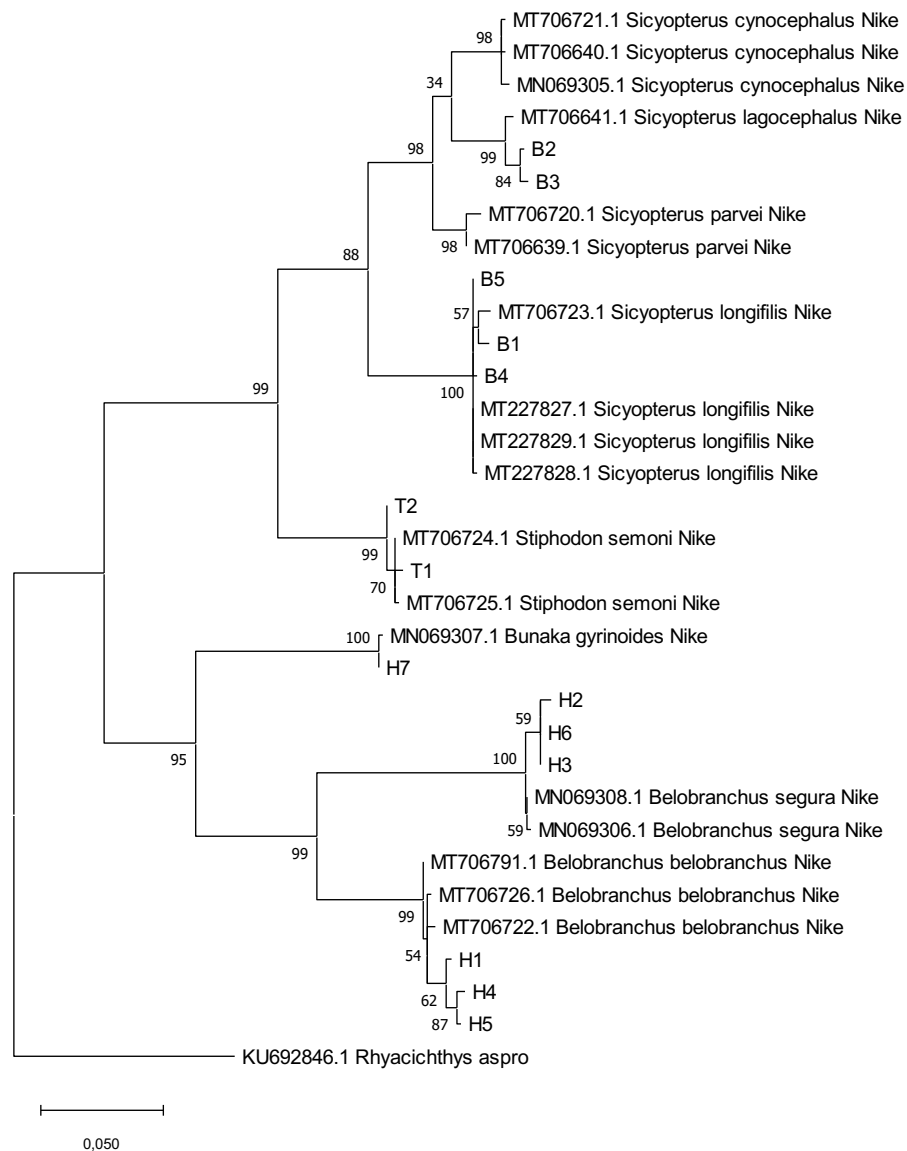 MT706721.1 Sicyopterus cynocephalus Nike
98
MT706640.1 Sicyopterus cynocephalus Nike
34
MN069305.1 Sicyopterus cynocephalus Nike
MT706641.1 Sicyopterus lagocephalus Nike
98
99
B2
84
B3
MT706720.1 Sicyopterus parvei Nike
98
MT706639.1 Sicyopterus parvei Nike
88
B5
57
MT706723.1 Sicyopterus longifilis Nike
B1
B4
99
100
MT227827.1 Sicyopterus longifilis Nike
MT227829.1 Sicyopterus longifilis Nike
MT227828.1 Sicyopterus longifilis Nike
T2
MT706724.1 Stiphodon semoni Nike
99
T1
70
MT706725.1 Stiphodon semoni Nike
100
MN069307.1 Bunaka gyrinoides Nike
H7
H2
59
H6
95
100
H3
MN069308.1 Belobranchus segura Nike
59
MN069306.1 Belobranchus segura Nike
99
MT706791.1 Belobranchus belobranchus Nike
MT706726.1 Belobranchus belobranchus Nike
99
MT706722.1 Belobranchus belobranchus Nike
54
H1
62
H4
87
H5
KU692846.1 Rhyacichthys aspro
0,050